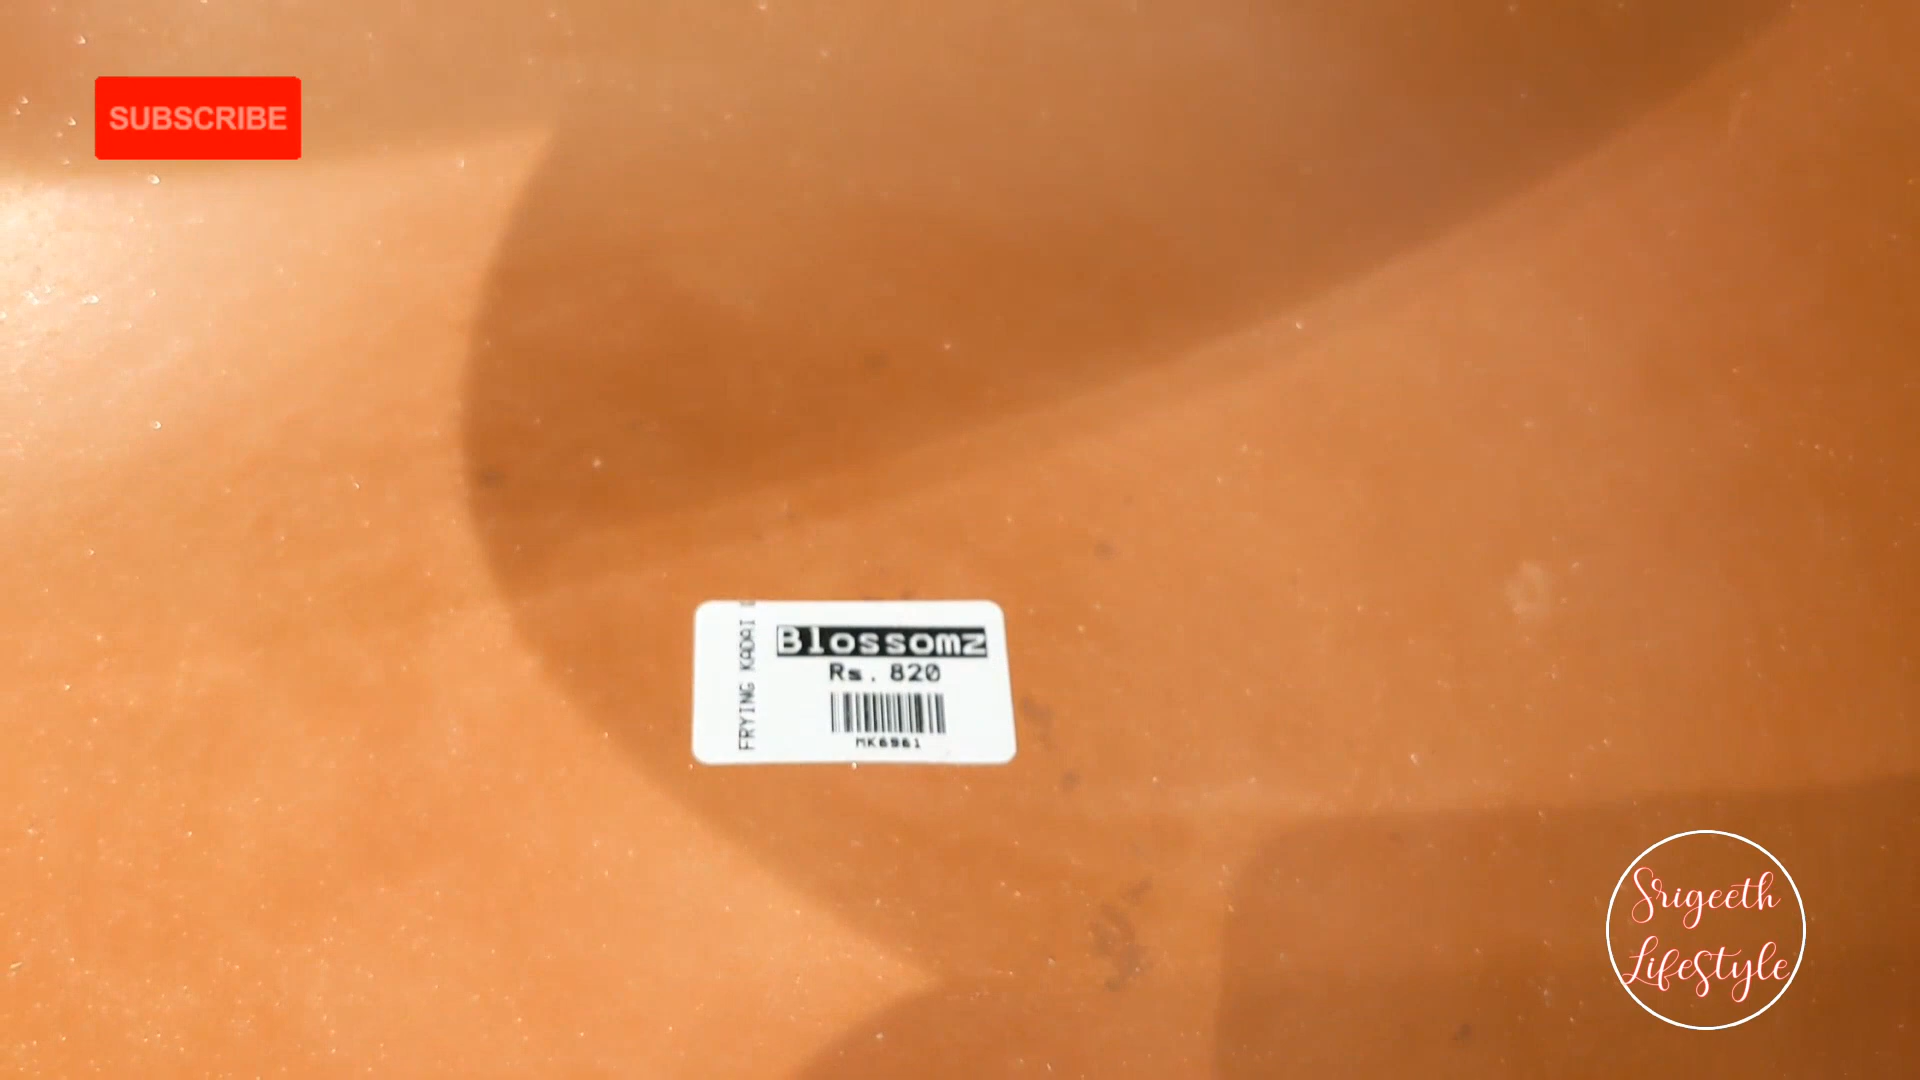 SUBSCRIBE
FRYING KADAI
Blossomz
Rs. 820
MK6961
Srigeeth
LifeStyle